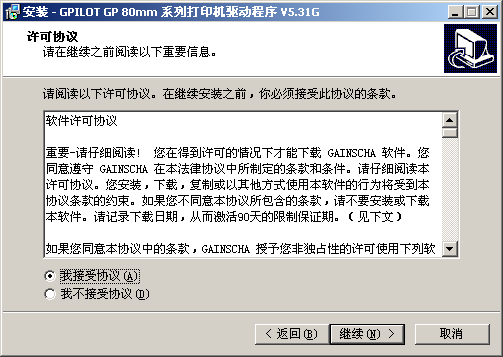 安装 - GPILOT GP 80mm 系列打印机驱动程序 V5.31G
许可协议
请在继续之前阅读以下重要信息。
请阅读以下许可协议。在继续安装之前，你必须接受此协议的条款。
软件许可协议
重要-请仔细阅读！ 您在得到许可的情况下才能下载 GAINSCHA 软件。您
同意遵守 GAINSCHA 在本法律协议中所制定的条款和条件。请仔细阅读本
许可协议。您安装，下载，复制或以其他方式使用本软件的行为将受到本
协议条款的约束。如果您不同意本协议所包含的条款，请不要安装或下载
本软件。请记录下载日期，从而激活90天的限制保证期。（见下文）
如果您同意本协议中的条款，GAINSCHA 授予您非独占性的许可使用下列软
我接受协议(A)
我不接受协议(D)
< 返回(B)
继续(N) >
取消